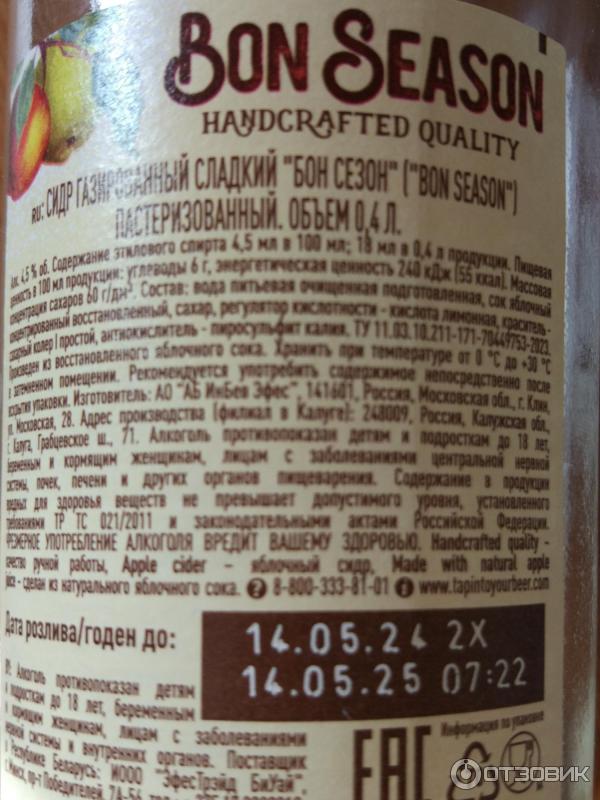 BON SEASON
HANDCRAFTED QUALITY
RU: СИДР ГАЗИРОВАННЫЙ СЛАДКИЙ "БОН СЕЗОН" ("BON SEASON")
ПАСТЕРИЗОВАННЫЙ. ОБЪЕМ 0,4 Л.
Алк. 4,5 % об. Содержание этилового спирта 4,5 мл в 100 мл; 18 мл в 0,4 л продукции. Пищевая
ценность в 100 мл продукции: углеводы 6 г, энергетическая ценность 240 кДж (55 ккал). Массовая
концентрация сахаров 60 г/дм³. Состав: вода питьевая очищенная подготовленная, сок яблочный
концентрированный восстановленный, сахар, регулятор кислотности - кислота лимонная, краситель -
сахарный колер I простой, антиокислитель - пиросульфит калия. ТУ 11.03.10.211-171-70449753-2023.
Произведен из восстановленного яблочного сока. Хранить при температуре от 0 °C до +30 °C
в затемненном помещении. Рекомендуется употребить содержимое непосредственно после
вскрытия упаковки. Изготовитель: АО "АБ ИнБев Эфес", 141601, Россия, Московская обл., г. Клин,
ул. Московская, 28. Адрес производства (филиал в Калуге): 248009, Россия, Калужская обл.,
г. Калуга, Грабцевское ш., 71. Алкоголь противопоказан детям и подросткам до 18 лет,
беременным и кормящим женщинам, лицам с заболеваниями центральной нервной
системы, почек, печени и других органов пищеварения. Содержание в продукции
вредных для здоровья веществ не превышает допустимого уровня, установленного
требованиями ТР ТС 021/2011 и законодательными актами Российской Федерации.
ЧРЕЗМЕРНОЕ УПОТРЕБЛЕНИЕ АЛКОГОЛЯ ВРЕДИТ ВАШЕМУ ЗДОРОВЬЮ. Handcrafted quality -
качество ручной работы, Apple cider - яблочный сидр, Made with natural apple
juice - сделан из натурального яблочного сока. 8-800-333-81-01 www.tapintoyourbeer.com
Дата розлива/годен до:
14.05.24 2X
14.05.25 07:22
BY: Алкоголь противопоказан детям
и подросткам до 18 лет, беременным
и кормящим женщинам, лицам с заболеваниями
нервной системы и внутренних органов. Поставщик
в Республику Беларусь: ИООО "ЭфесТрэйд БиУай",
г. Минск, пр-т Победителей, 7А-56
Информация по упаковке
EAC
ОТЗОВИК